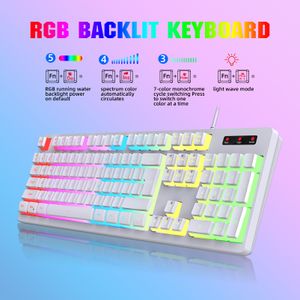 RGB BACKLIT KEYBOARD
5 4 3
Fn + Fn + Fn + Fn +
RGB running water spectrum color 7-color monochrome light wave mode
backlight power automatically cycle switching Press
on default circulates to switch one
color at a time